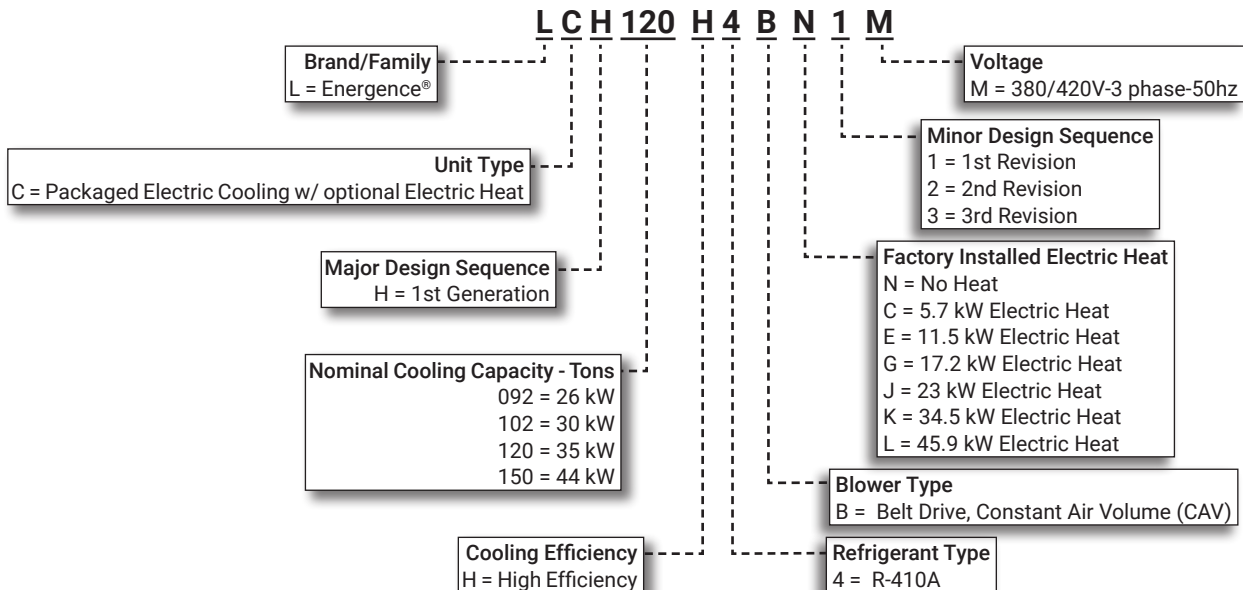 L C H 120 H 4 B N 1 M
Brand/Family
L = Energence®
Voltage
M = 380/420V-3 phase-50hz
Minor Design Sequence
1 = 1st Revision
2 = 2nd Revision
3 = 3rd Revision
Unit Type
C = Packaged Electric Cooling w/ optional Electric Heat
Factory Installed Electric Heat
N = No Heat
C = 5.7 kW Electric Heat
E = 11.5 kW Electric Heat
G = 17.2 kW Electric Heat
J = 23 kW Electric Heat
K = 34.5 kW Electric Heat
L = 45.9 kW Electric Heat
Major Design Sequence
H = 1st Generation
Nominal Cooling Capacity - Tons
092 = 26 kW
102 = 30 kW
120 = 35 kW
150 = 44 kW
Blower Type
B = Belt Drive, Constant Air Volume (CAV)
Cooling Efficiency
H = High Efficiency
Refrigerant Type
4 = R-410A